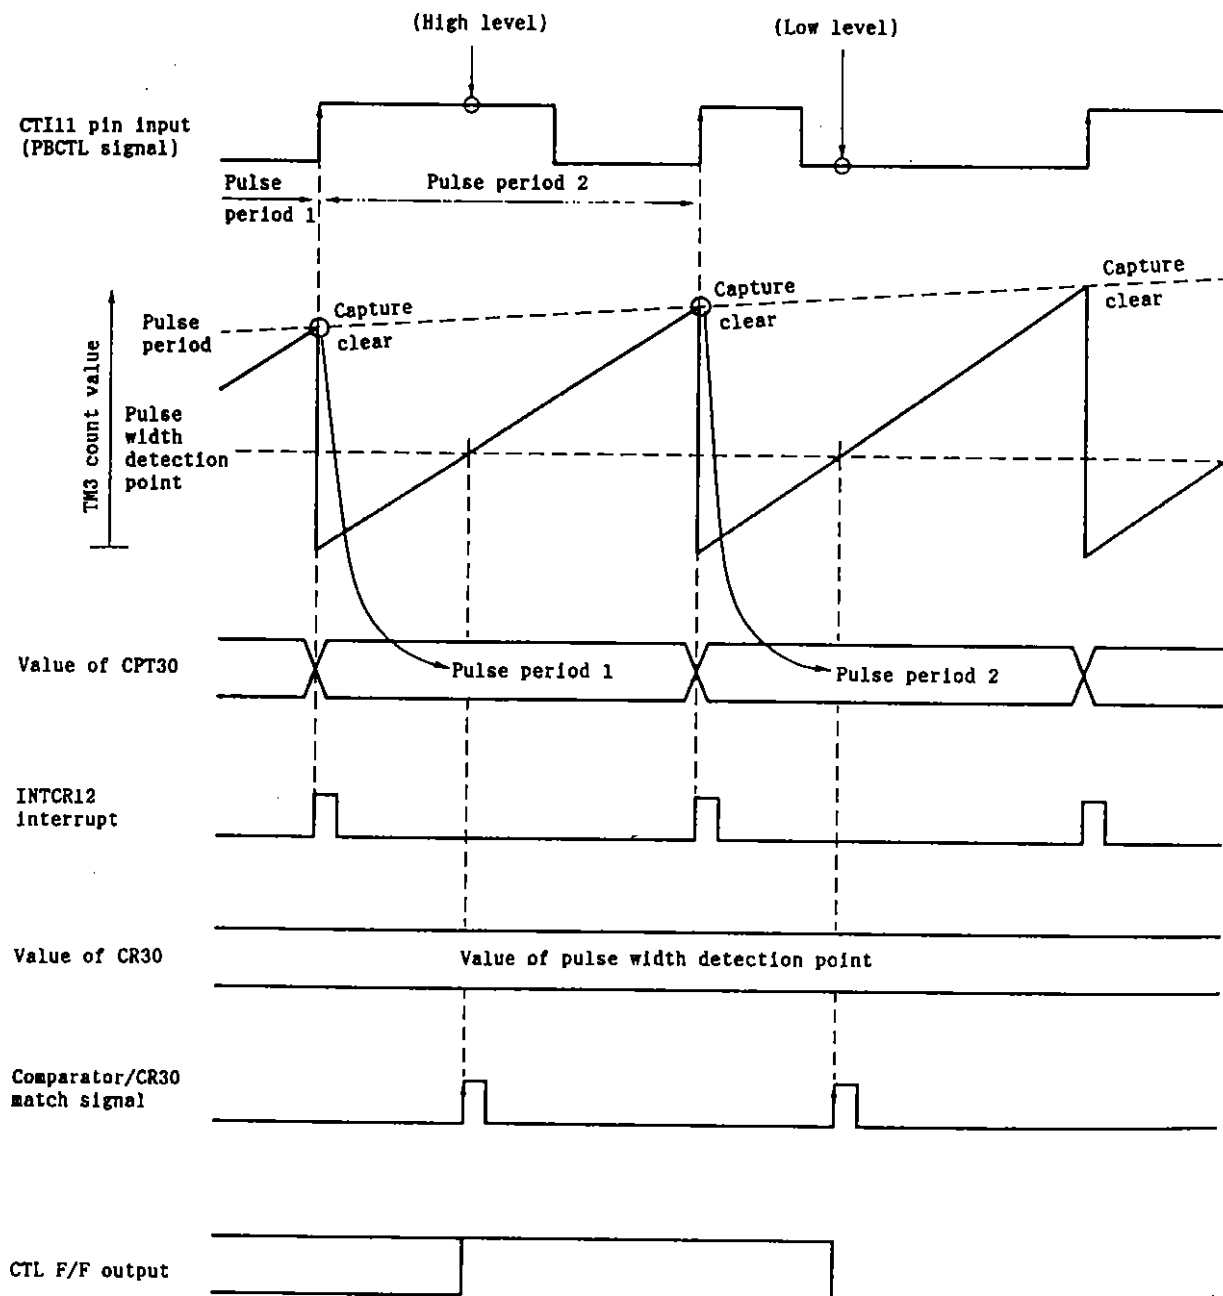 (High level)
(Low level)
CTI11 pin input
(PBCTL signal)
Pulse
period 1
Pulse period 2
Capture
clear
Capture
clear
Capture
clear
Pulse
period
TM3 count value
Pulse
width
detection
point
Value of CPT30
Pulse period 1
Pulse period 2
INTCR12
interrupt
Value of CR30
Value of pulse width detection point
Comparator/CR30
match signal
CTL F/F output